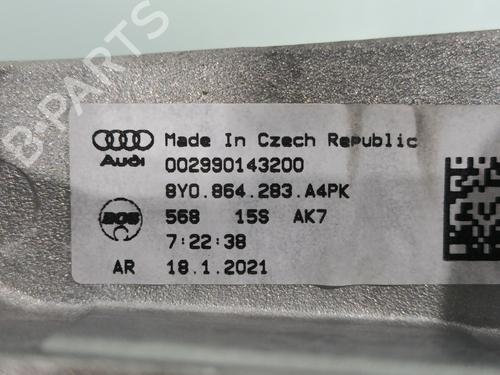 B-PARTS
Audi
Made In Czech Republic
002990143200
8Y0.864.283.A4PK
BOS
568 15S AK7
7:22:38
AR 18.1.2021